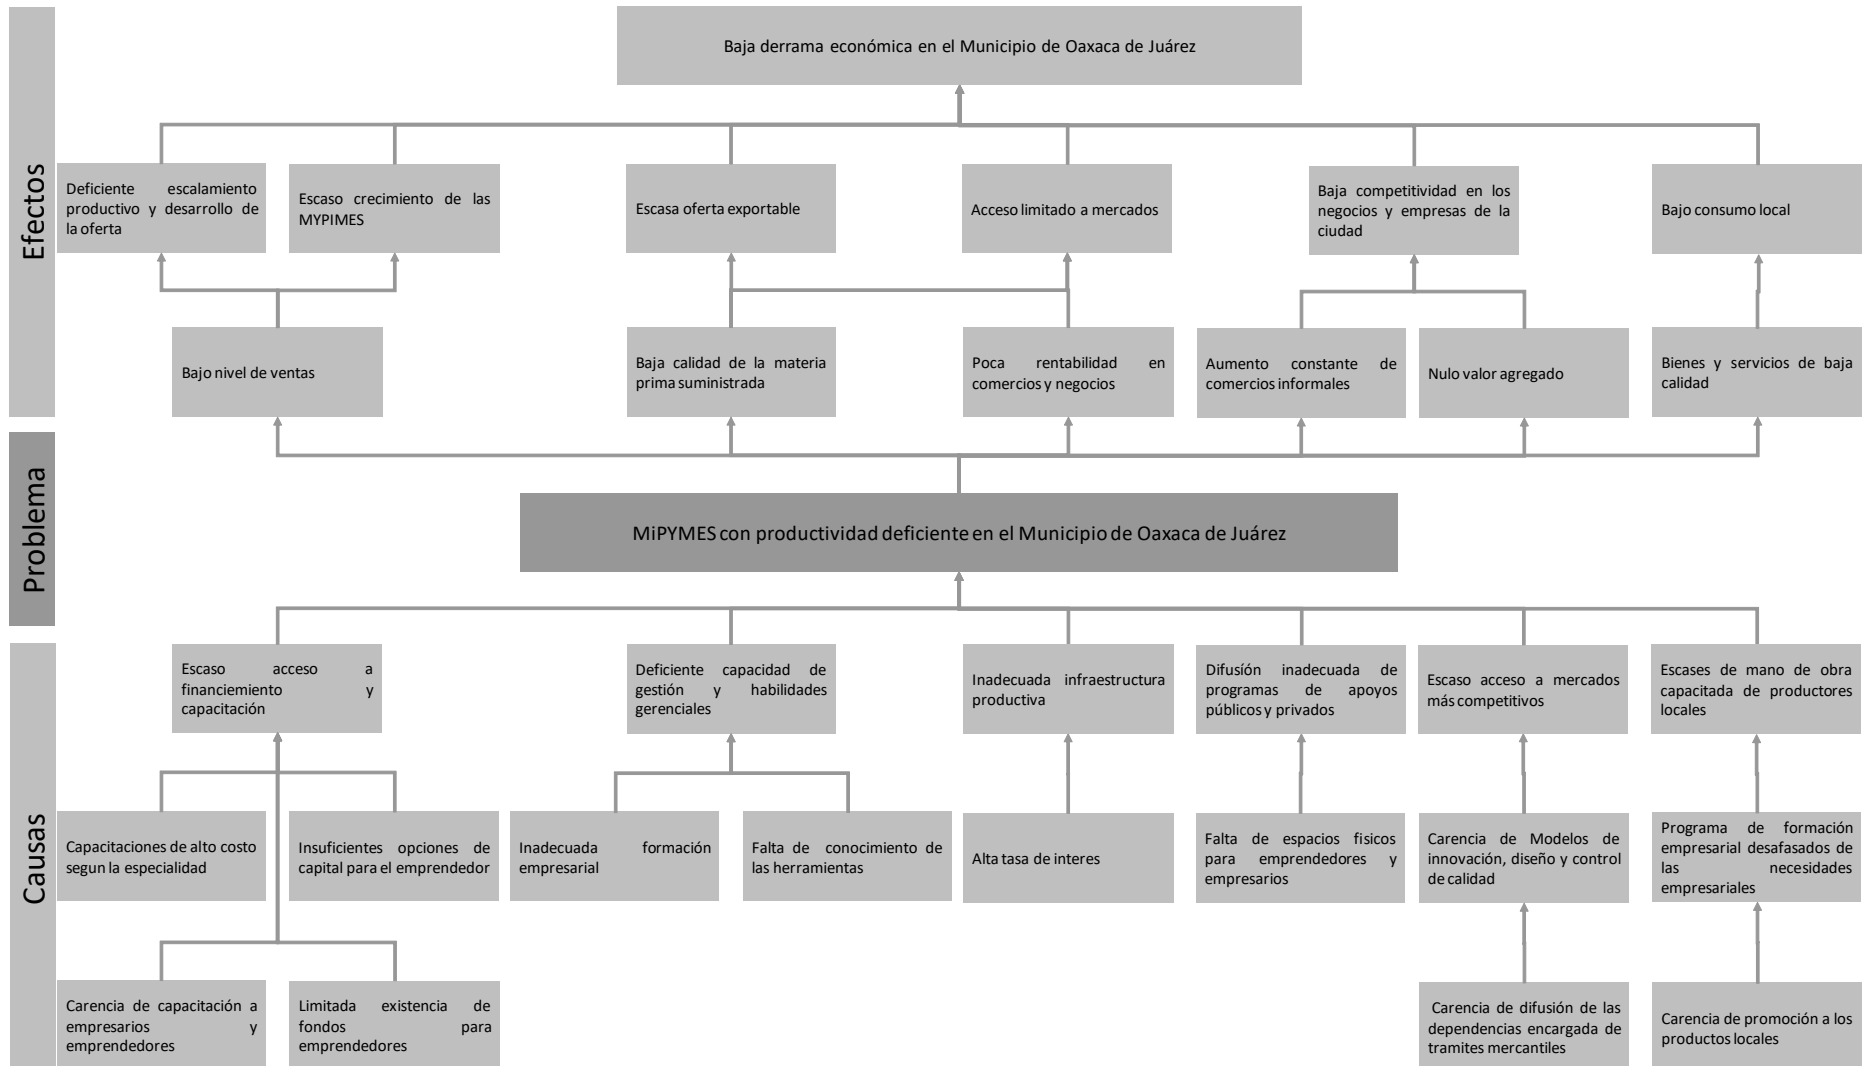 Baja derrama económica en el Municipio de Oaxaca de Juárez
Efectos
Deficiente escalamiento
productivo y desarrollo de
la oferta
Escaso crecimiento de las
MYPIMES
Escasa oferta exportable
Acceso limitado a mercados
Baja competitividad en los
negocios y empresas de la
ciudad
Bajo consumo local
Bajo nivel de ventas
Baja calidad de la materia
prima suministrada
Poca rentabilidad en
comercios y negocios
Aumento constante de
comercios informales
Nulo valor agregado
Bienes y servicios de baja
calidad
Problema
MiPYMES con productividad deficiente en el Municipio de Oaxaca de Juárez
Causas
Escaso acceso a
financiemiento y
capacitación
Deficiente capacidad de
gestión y habilidades
gerenciales
Inadecuada infraestructura
productiva
Difusíón inadecuada de
programas de apoyos
públicos y privados
Escaso acceso a mercados
más competitivos
Escases de mano de obra
capacitada de productores
locales
Capacitaciones de alto costo
segun la especialidad
Insuficientes opciones de
capital para el emprendedor
Inadecuada formación
empresarial
Falta de conocimiento de
las herramientas
Alta tasa de interes
Falta de espacios fisicos
para emprendedores y
empresarios
Carencia de Modelos de
innovación, diseño y control
de calidad
Programa de formación
empresarial desafasados de
las necesidades
empresariales
Carencia de capacitación a
empresarios y
emprendedores
Limitada existencia de
fondos para
emprendedores
Carencia de difusión de las
dependencias encargada de
tramites mercantiles
Carencia de promoción a los
productos locales